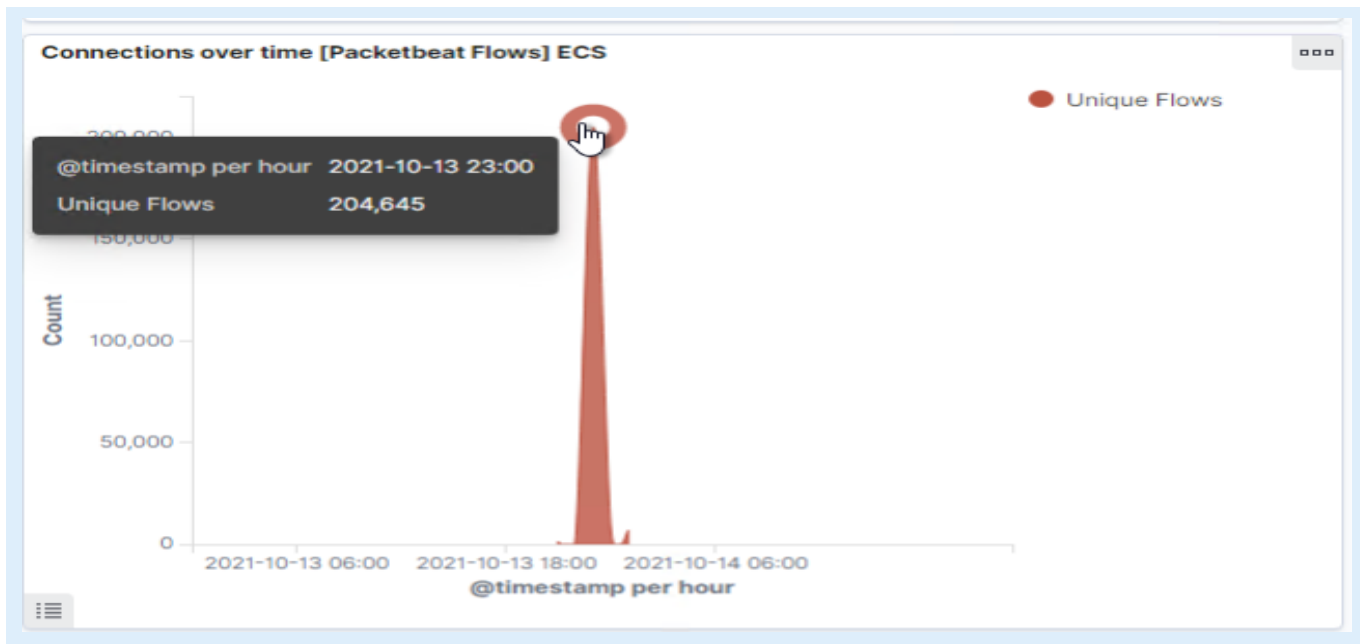 Connections over time [Packetbeat Flows] ECS
Unique Flows
200,000
@timestamp per hour 2021-10-13 23:00
Unique Flows 204,645
150,000
Count
100,000
50,000
0
2021-10-13 06:00 2021-10-13 18:00 2021-10-14 06:00
@timestamp per hour